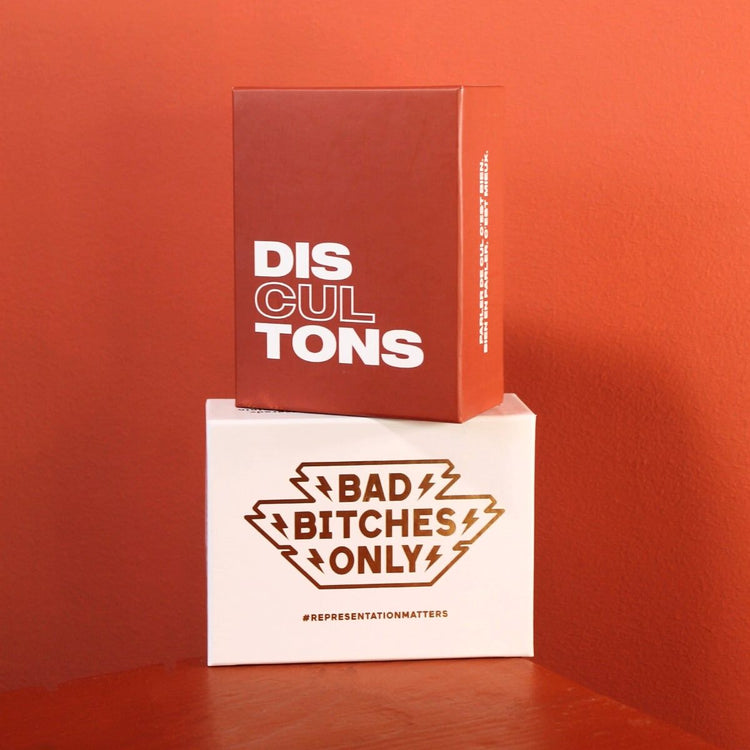 DIS
CUL
TONS
PARLER DE CUL C'EST BIEN,
BIEN EN PARLER, C'EST MIEUX.
BAD
BITCHES
ONLY
#REPRESENTATIONMATTERS